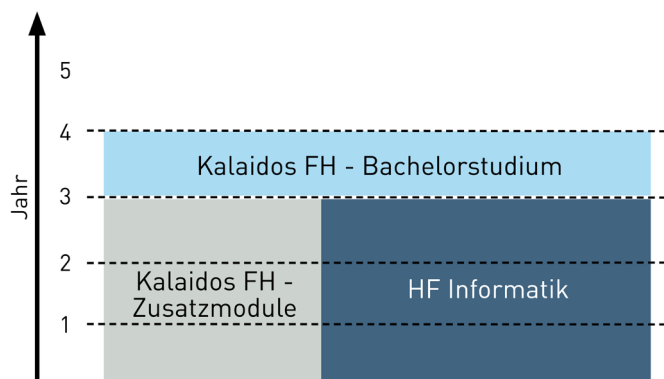 5
4
Kalaidos FH - Bachelorstudium
3
Jahr
2
Kalaidos FH -
Zusatzmodule
HF Informatik
1